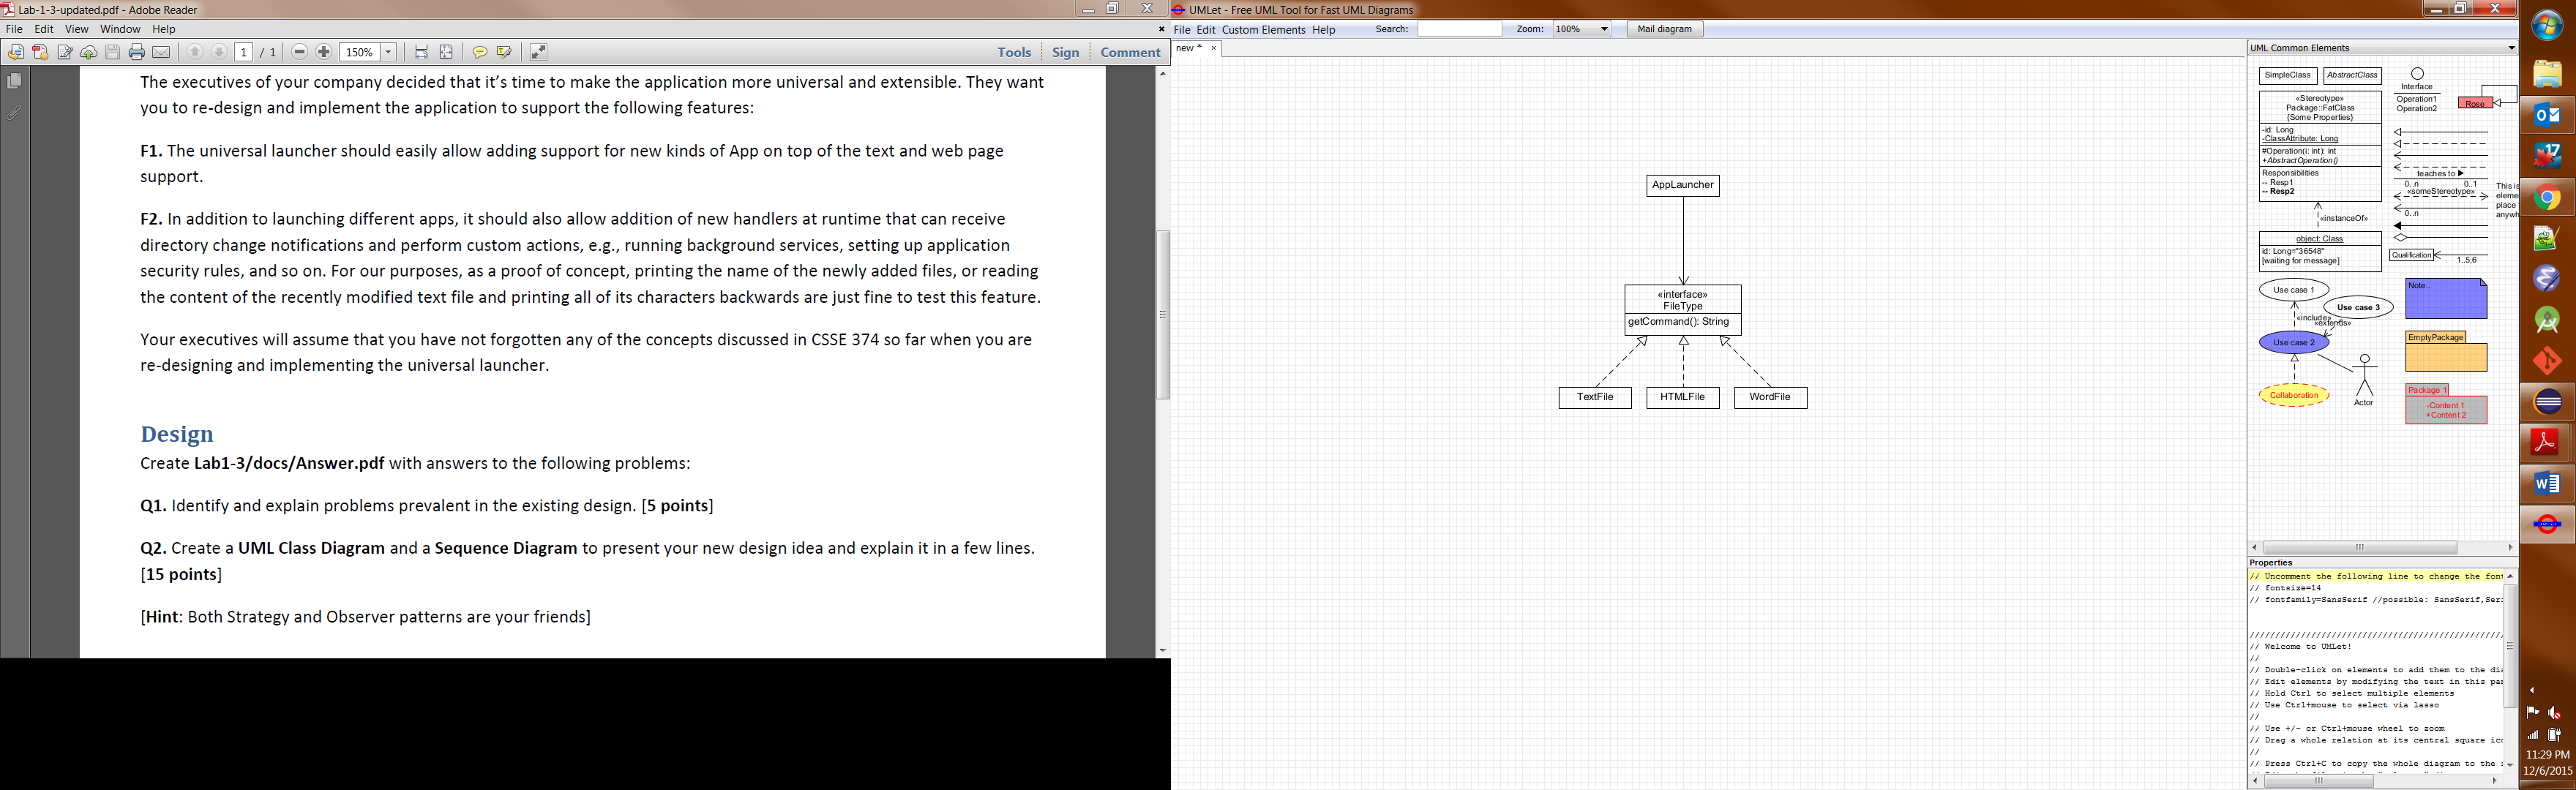 Lab-1-3-updated.pdf - Adobe Reader
File Edit View Window Help
1 / 1 150% Tools Sign Comment
The executives of your company decided that it’s time to make the application more universal and extensible. They want
you to re-design and implement the application to support the following features:
F1. The universal launcher should easily allow adding support for new kinds of App on top of the text and web page
support.
F2. In addition to launching different apps, it should also allow addition of new handlers at runtime that can receive
directory change notifications and perform custom actions, e.g., running background services, setting up application
security rules, and so on. For our purposes, as a proof of concept, printing the name of the newly added files, or reading
the content of the recently modified text file and printing all of its characters backwards are just fine to test this feature.
Your executives will assume that you have not forgotten any of the concepts discussed in CSSE 374 so far when you are
re-designing and implementing the universal launcher.
Design
Create Lab1-3/docs/Answer.pdf with answers to the following problems:
Q1. Identify and explain problems prevalent in the existing design. [5 points]
Q2. Create a UML Class Diagram and a Sequence Diagram to present your new design idea and explain it in a few lines.
[15 points]
[Hint: Both Strategy and Observer patterns are your friends]
UMLet - Free UML Tool for Fast UML Diagrams
File Edit Custom Elements Help Search: Zoom: 100% Mail diagram
new *
AppLauncher
«interface»
FileType
getCommand(): String
TextFile HTMLFile WordFile
UML Common Elements
SimpleClass AbstractClass
«Stereotype»
Package::FatClass
{Some Properties}
-id: Long
-ClassAttribute: Long
#Operation(i: int): int
+AbstractOperation()
Responsibilities
-- Resp1
-- Resp2
«instanceOf»
object: Class
id: Long="36548"
[waiting for message]
Interface
Operation1
Operation2
Rose
teaches to
0..n 0..1
«someStereotype»
0..n
This is
eleme
place
anywh
Qualification
1..5,6
Use case 1
«include»
Use case 3
«extends»
Use case 2
Collaboration
Actor
Note..
EmptyPackage
Package 1
-Content 1
+Content 2
Properties
// Uncomment the following line to change the font
// fontsize=14
// fontfamily=SansSerif //possible: SansSerif,Ser
//////////////////////////////////////////////////
// Welcome to UMLet!
//
// Double-click on elements to add them to the dia
// Edit elements by modifying the text in this pan
// Hold Ctrl to select multiple elements
// Use Ctrl+mouse to select via lasso
//
// Use +/- or Ctrl+mouse wheel to zoom
// Drag a whole relation at its central square ico
//
// Press Ctrl+C to copy the whole diagram to the s
17
11:29 PM
12/6/2015